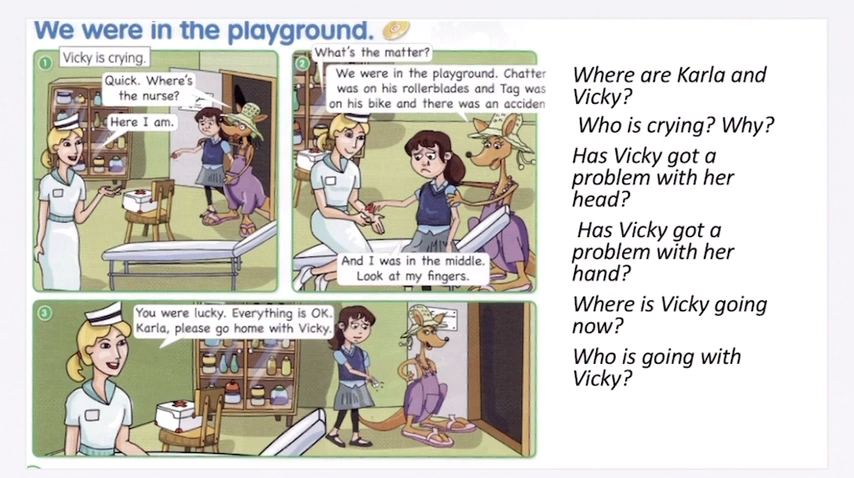 We were in the playground.
1
Vicky is crying.
Quick. Where's
the nurse?
Here I am.
2
What's the matter?
We were in the playground. Chatter
was on his rollerblades and Tag was
on his bike and there was an acciden
And I was in the middle.
Look at my fingers.
3
You were lucky. Everything is OK.
Karla, please go home with Vicky.
Where are Karla and
Vicky?
Who is crying? Why?
Has Vicky got a
problem with her
head?
Has Vicky got a
problem with her
hand?
Where is Vicky going
now?
Who is going with
Vicky?